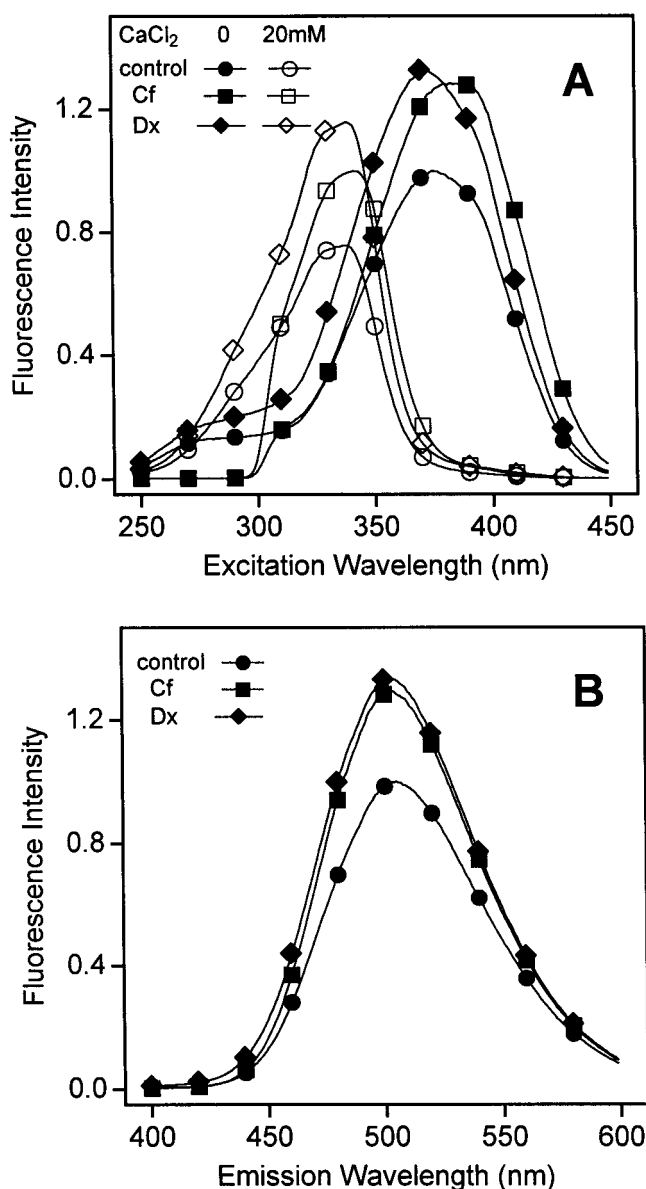 CaCl2 0 20mM
control
Cf
Dx
A
1.2
0.8
0.4
0.0
Fluorescence Intensity
250 300 350 400 450
Excitation Wavelength (nm)
control
Cf
Dx
B
1.2
0.8
0.4
0.0
Fluorescence Intensity
400 450 500 550 600
Emission Wavelength (nm)